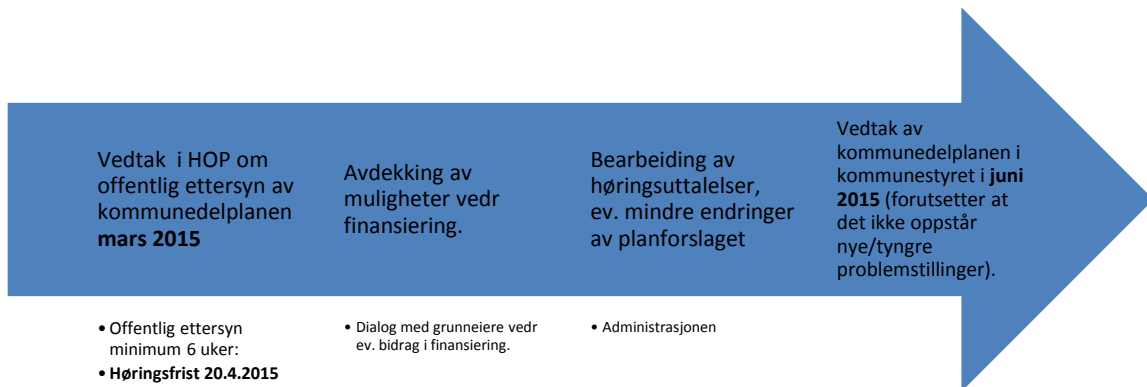 Vedtak i HOP om
offentlig ettersyn av
kommunedelplanen
mars 2015
Avdekking av
muligheter vedr
finansiering.
Bearbeiding av
høringsuttalelser,
ev. mindre endringer
av planforslaget
Vedtak av
kommunedelplanen i
kommunestyret i juni
2015 (forutsetter at
det ikke oppstår
nye/tyngre
problemstillinger).
• Offentlig ettersyn
minimum 6 uker:
• Høringsfrist 20.4.2015
• Dialog med grunneiere vedr
ev. bidrag i finansiering.
• Administrasjonen